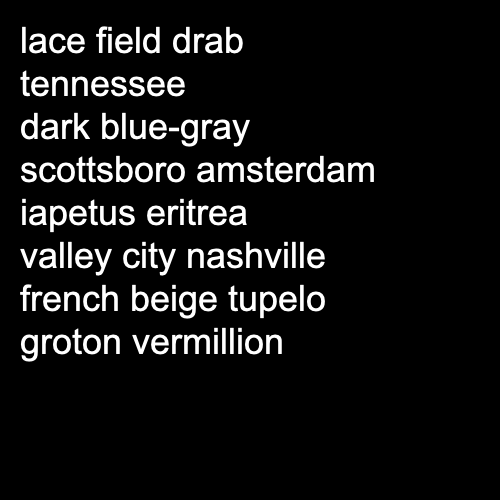 lace field drab
tennessee
dark blue-gray
scottsboro amsterdam
iapetus eritrea
valley city nashville
french beige tupelo
groton vermillion